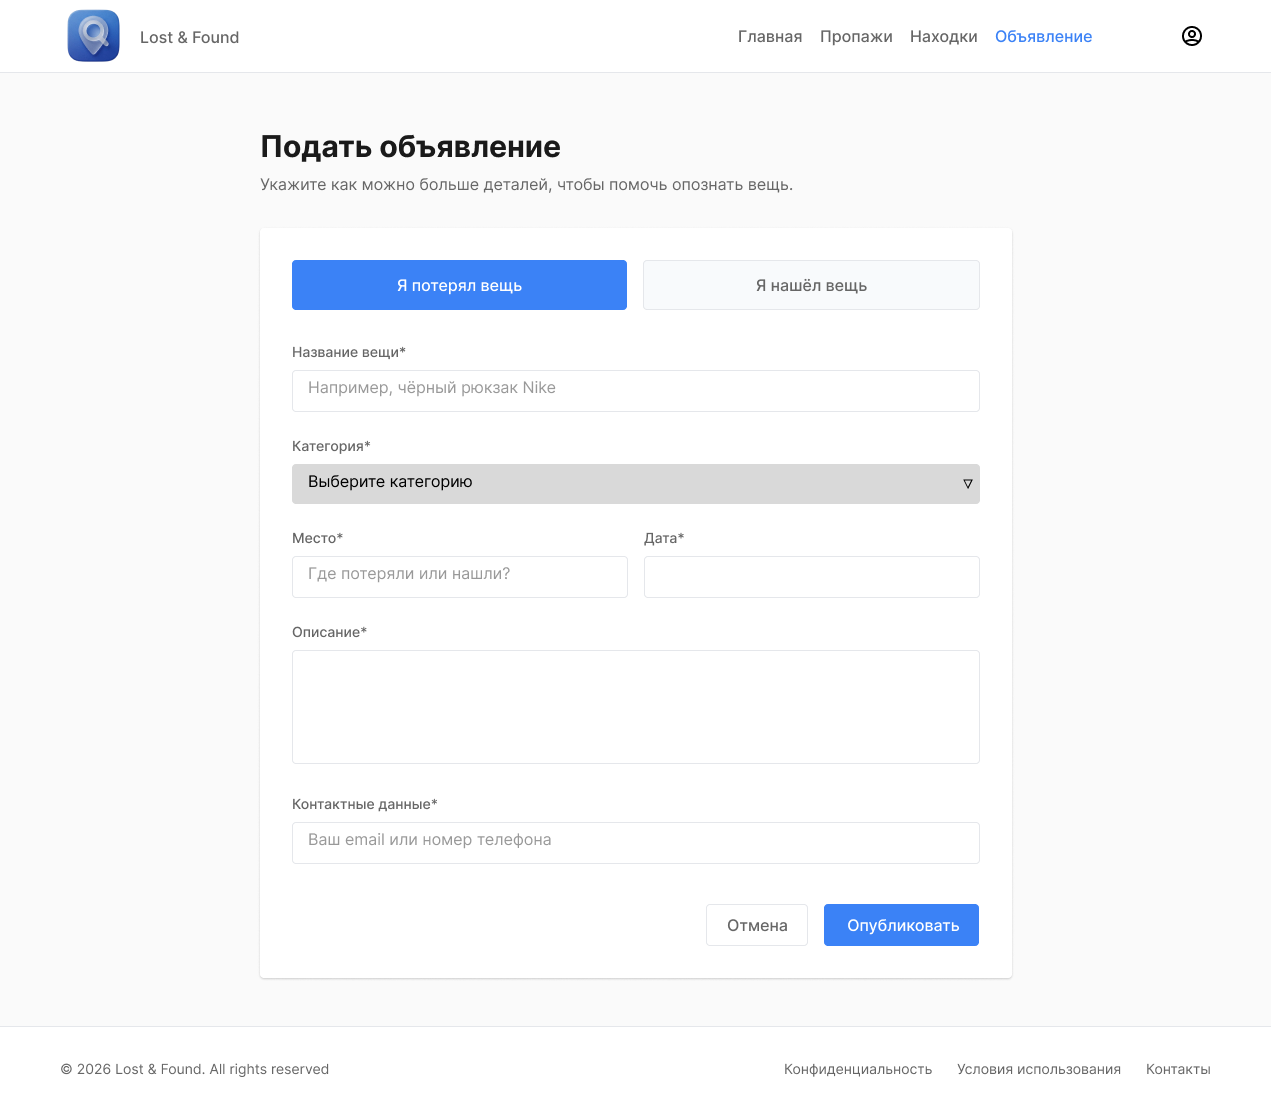 Lost & Found
Главная Пропажи Находки Объявление
Подать объявление
Укажите как можно больше деталей, чтобы помочь опознать вещь.
Я потерял вещь
Я нашёл вещь
Название вещи*
Например, чёрный рюкзак Nike
Категория*
Выберите категорию
Место*
Дата*
Где потеряли или нашли?
Описание*
Контактные данные*
Ваш email или номер телефона
Отмена
Опубликовать
© 2026 Lost & Found. All rights reserved
Конфиденциальность Условия использования Контакты